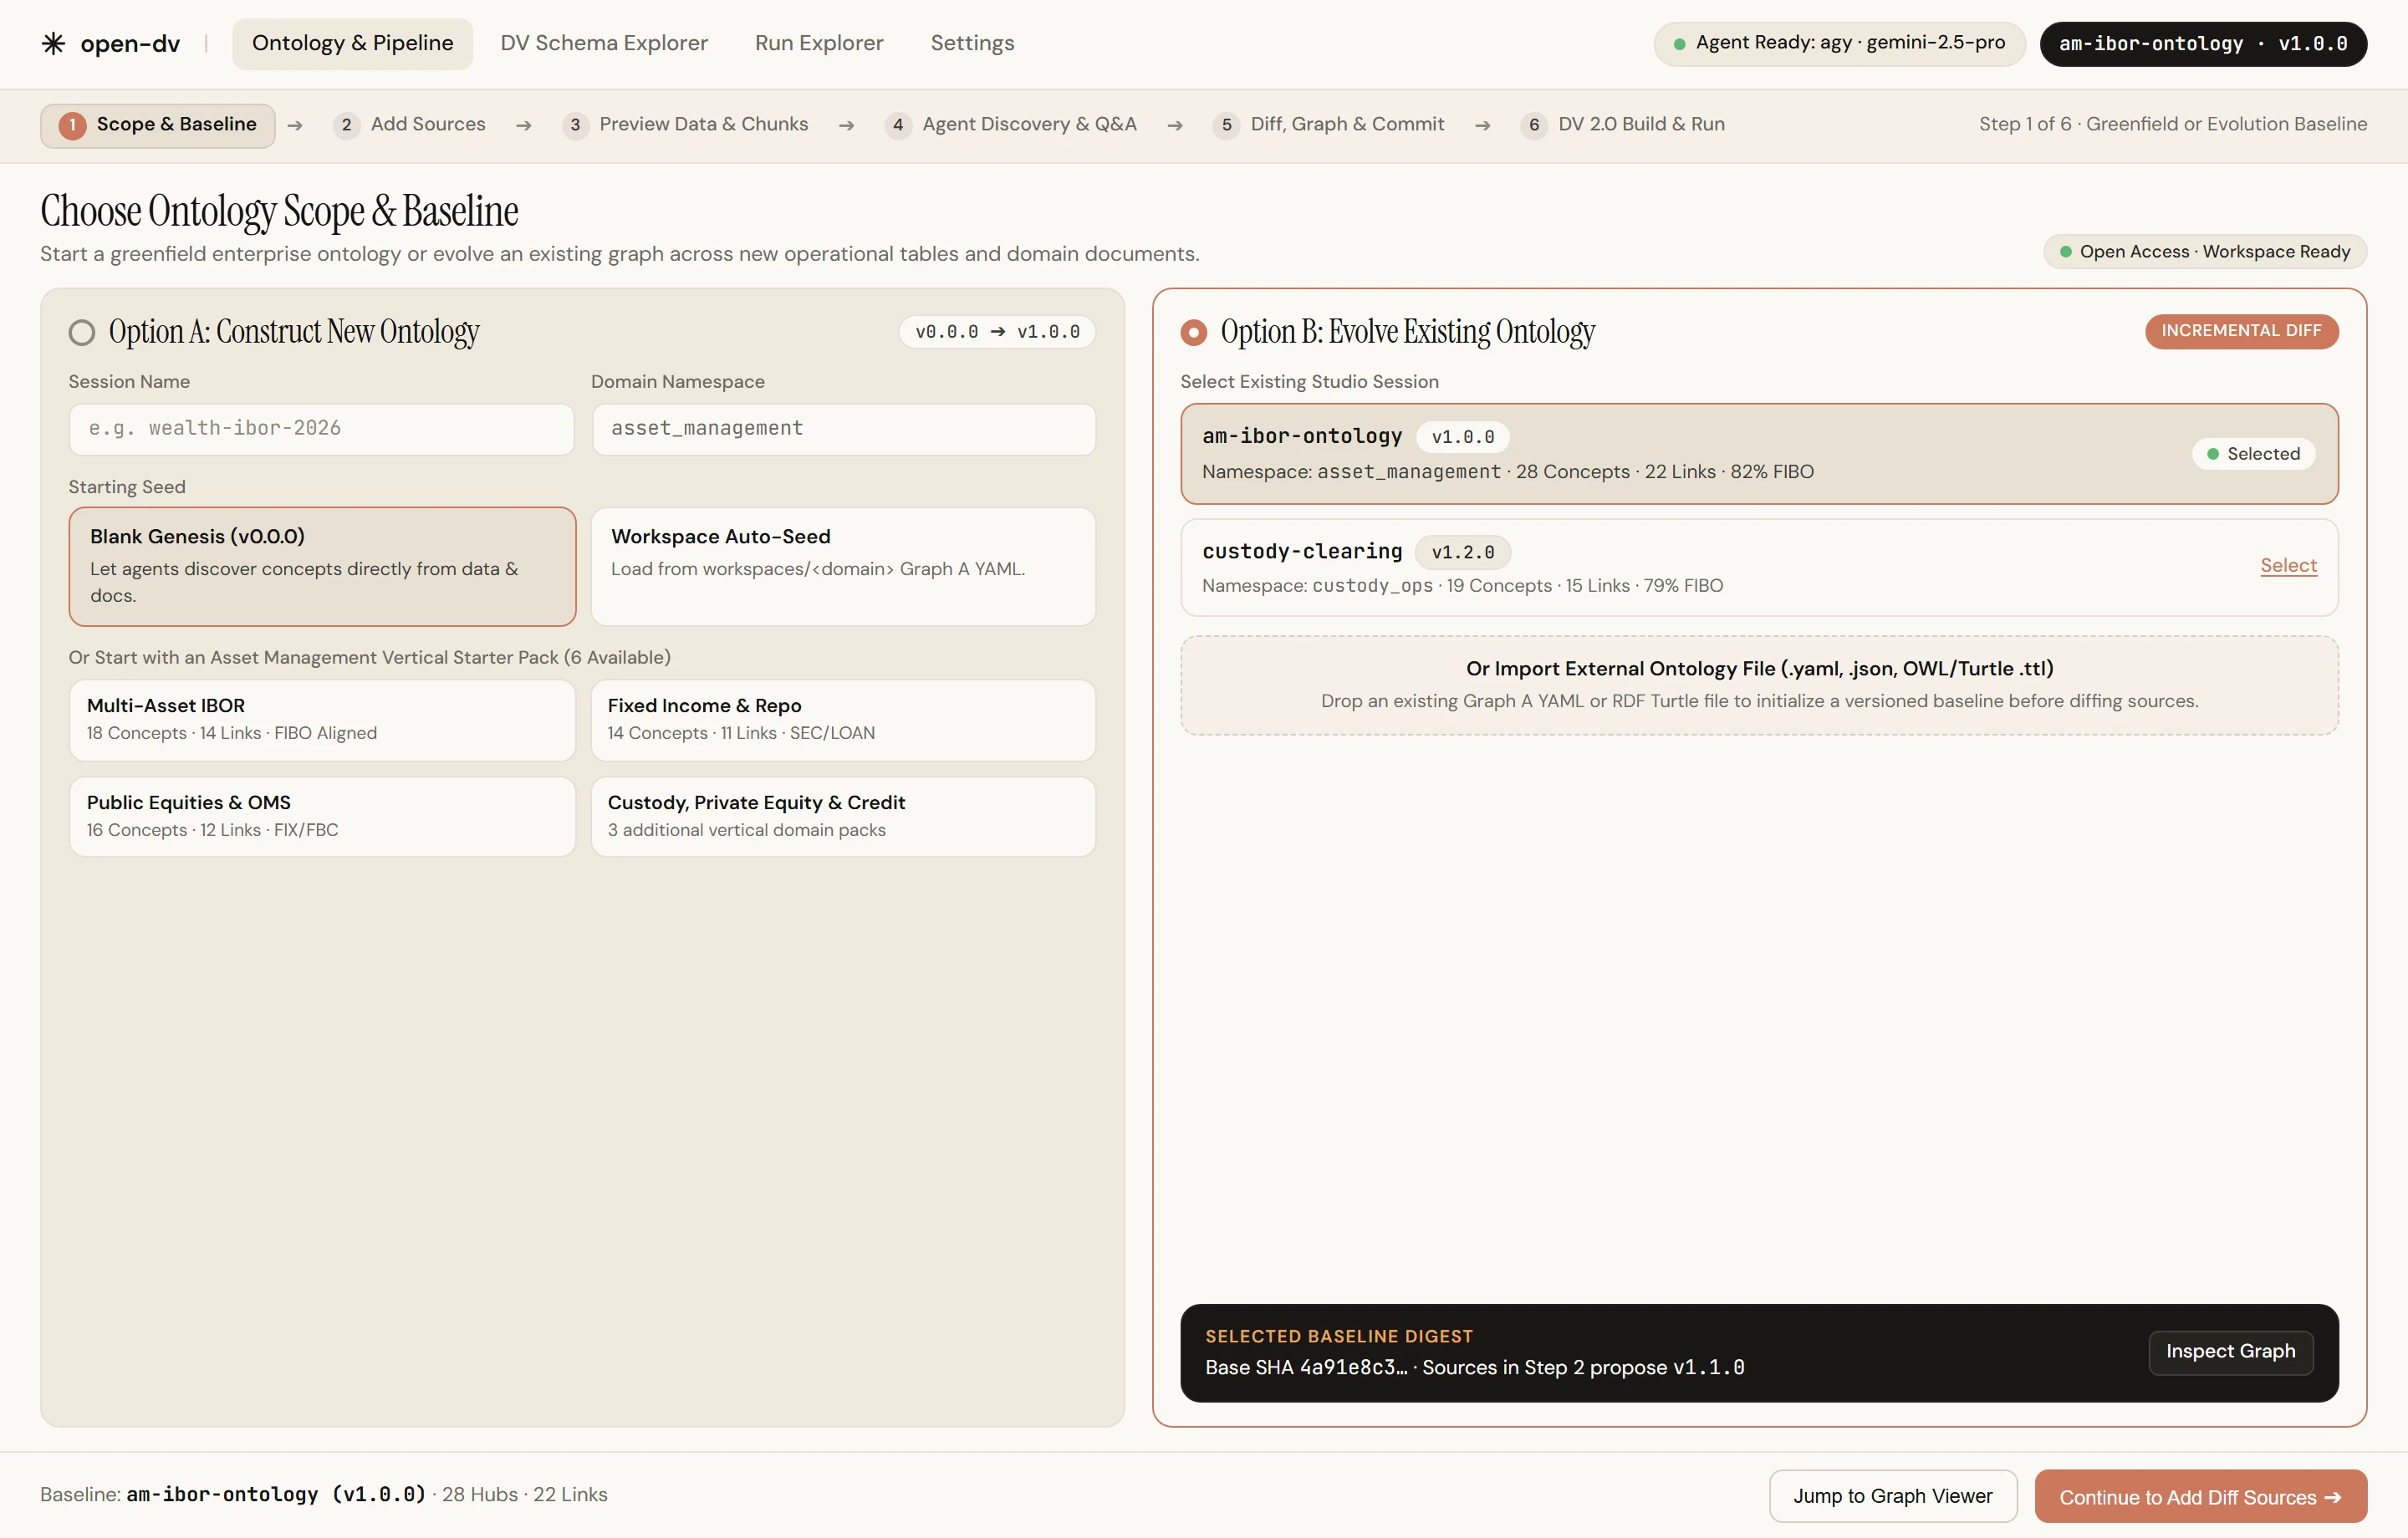 open-dv
Ontology & Pipeline
DV Schema Explorer
Run Explorer
Settings
Agent Ready: agy · gemini-2.5-pro
am-ibor-ontology · v1.0.0
1 Scope & Baseline ➔
2 Add Sources ➔
3 Preview Data & Chunks ➔
4 Agent Discovery & Q&A ➔
5 Diff, Graph & Commit ➔
6 DV 2.0 Build & Run
Step 1 of 6 · Greenfield or Evolution Baseline
Choose Ontology Scope & Baseline
Start a greenfield enterprise ontology or evolve an existing graph across new operational tables and domain documents.
Open Access · Workspace Ready
Option A: Construct New Ontology
v0.0.0 ➔ v1.0.0
Session Name
Domain Namespace
e.g. wealth-ibor-2026
asset_management
Starting Seed
Blank Genesis (v0.0.0)
Let agents discover concepts directly from data &
docs.
Workspace Auto-Seed
Load from workspaces/<domain> Graph A YAML.
Or Start with an Asset Management Vertical Starter Pack (6 Available)
Multi-Asset IBOR
18 Concepts · 14 Links · FIBO Aligned
Fixed Income & Repo
14 Concepts · 11 Links · SEC/LOAN
Public Equities & OMS
16 Concepts · 12 Links · FIX/FBC
Custody, Private Equity & Credit
3 additional vertical domain packs
Option B: Evolve Existing Ontology
INCREMENTAL DIFF
Select Existing Studio Session
am-ibor-ontology v1.0.0
Namespace: asset_management · 28 Concepts · 22 Links · 82% FIBO
Selected
custody-clearing v1.2.0
Namespace: custody_ops · 19 Concepts · 15 Links · 79% FIBO
Select
Or Import External Ontology File (.yaml, .json, OWL/Turtle .ttl)
Drop an existing Graph A YAML or RDF Turtle file to initialize a versioned baseline before diffing sources.
SELECTED BASELINE DIGEST
Base SHA 4a91e8c3… · Sources in Step 2 propose v1.1.0
Inspect Graph
Baseline: am-ibor-ontology (v1.0.0) · 28 Hubs · 22 Links
Jump to Graph Viewer
Continue to Add Diff Sources ➔